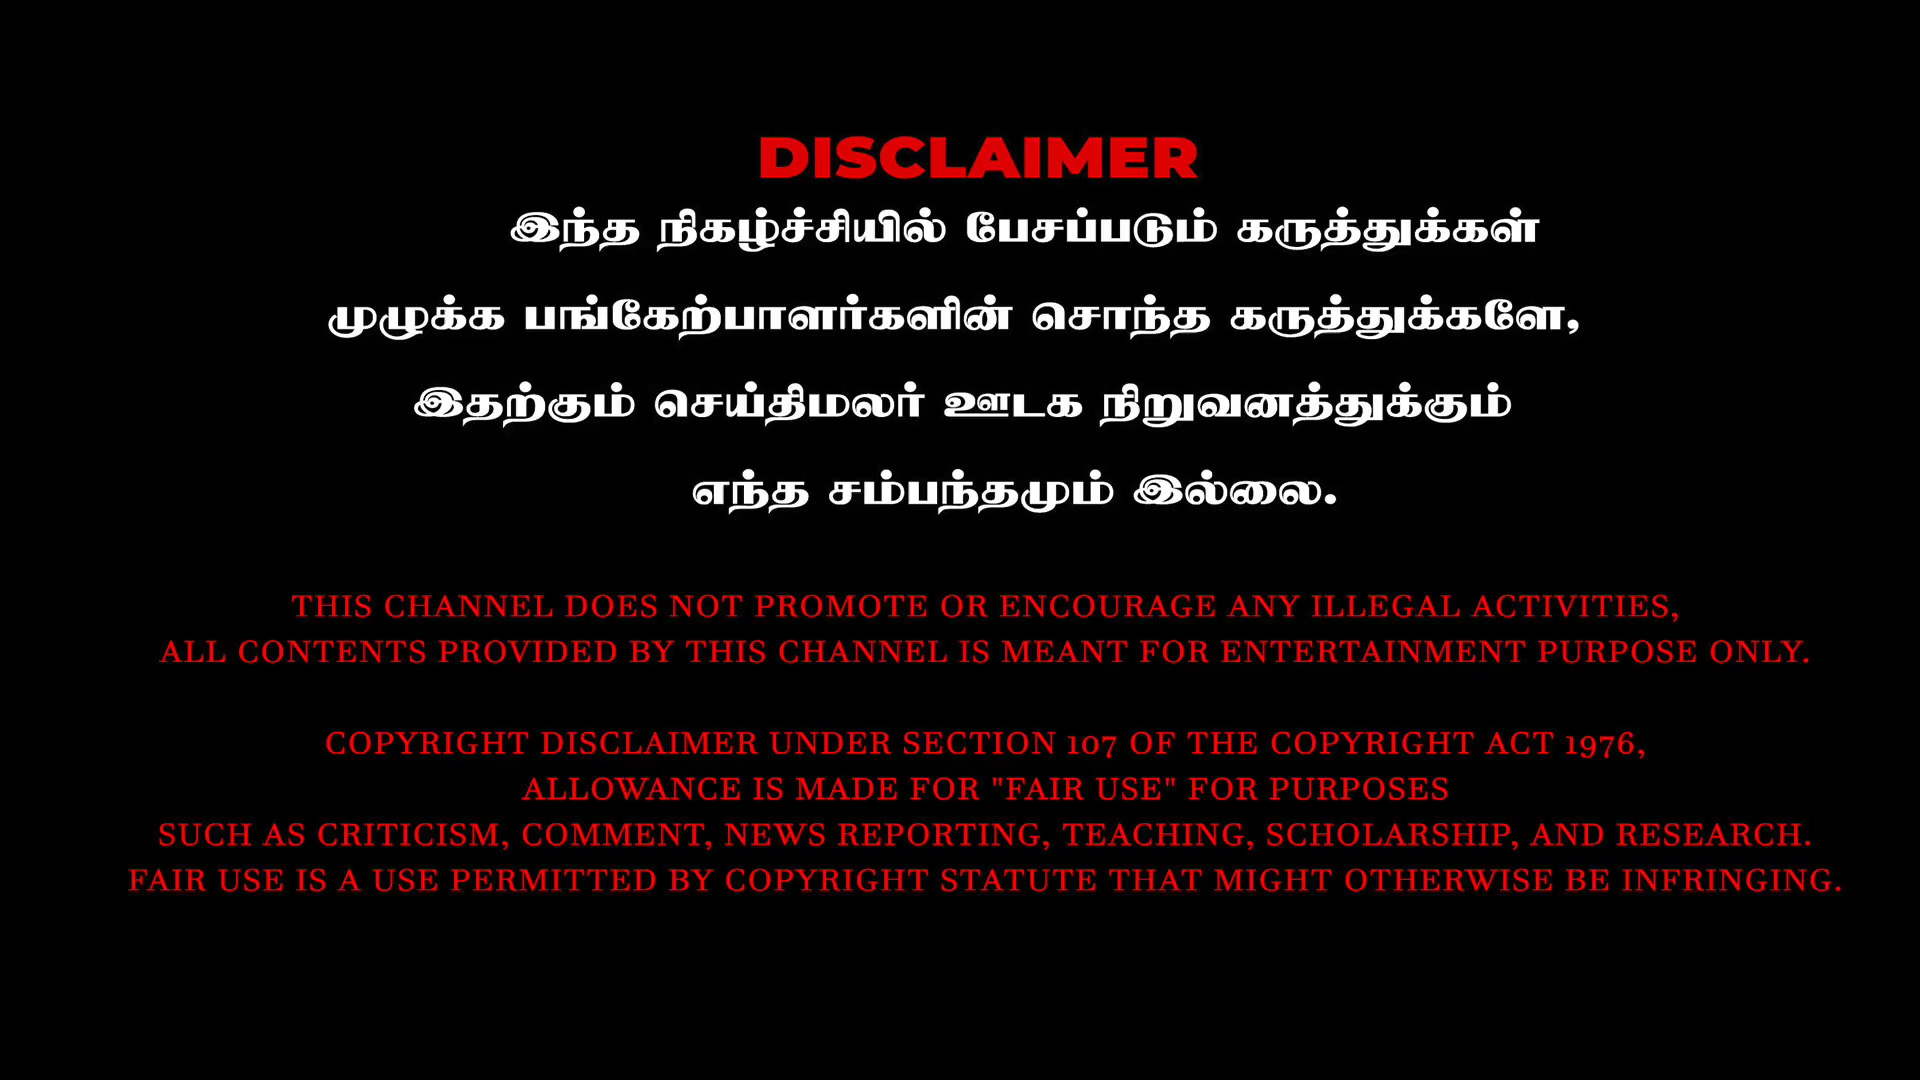 DISCLAIMER
இந்த நிகழ்ச்சியில் பேசப்படும் கருத்துக்கள்
முழுக்க பங்கேற்பாளர்களின் சொந்த கருத்துக்களே,
இதற்கும் செய்திமலர் ஊடக நிறுவனத்துக்கும்
எந்த சம்பந்தமும் இல்லை.
THIS CHANNEL DOES NOT PROMOTE OR ENCOURAGE ANY ILLEGAL ACTIVITIES,
ALL CONTENTS PROVIDED BY THIS CHANNEL IS MEANT FOR ENTERTAINMENT PURPOSE ONLY.
COPYRIGHT DISCLAIMER UNDER SECTION 107 OF THE COPYRIGHT ACT 1976,
ALLOWANCE IS MADE FOR "FAIR USE" FOR PURPOSES
SUCH AS CRITICISM, COMMENT, NEWS REPORTING, TEACHING, SCHOLARSHIP, AND RESEARCH.
FAIR USE IS A USE PERMITTED BY COPYRIGHT STATUTE THAT MIGHT OTHERWISE BE INFRINGING.